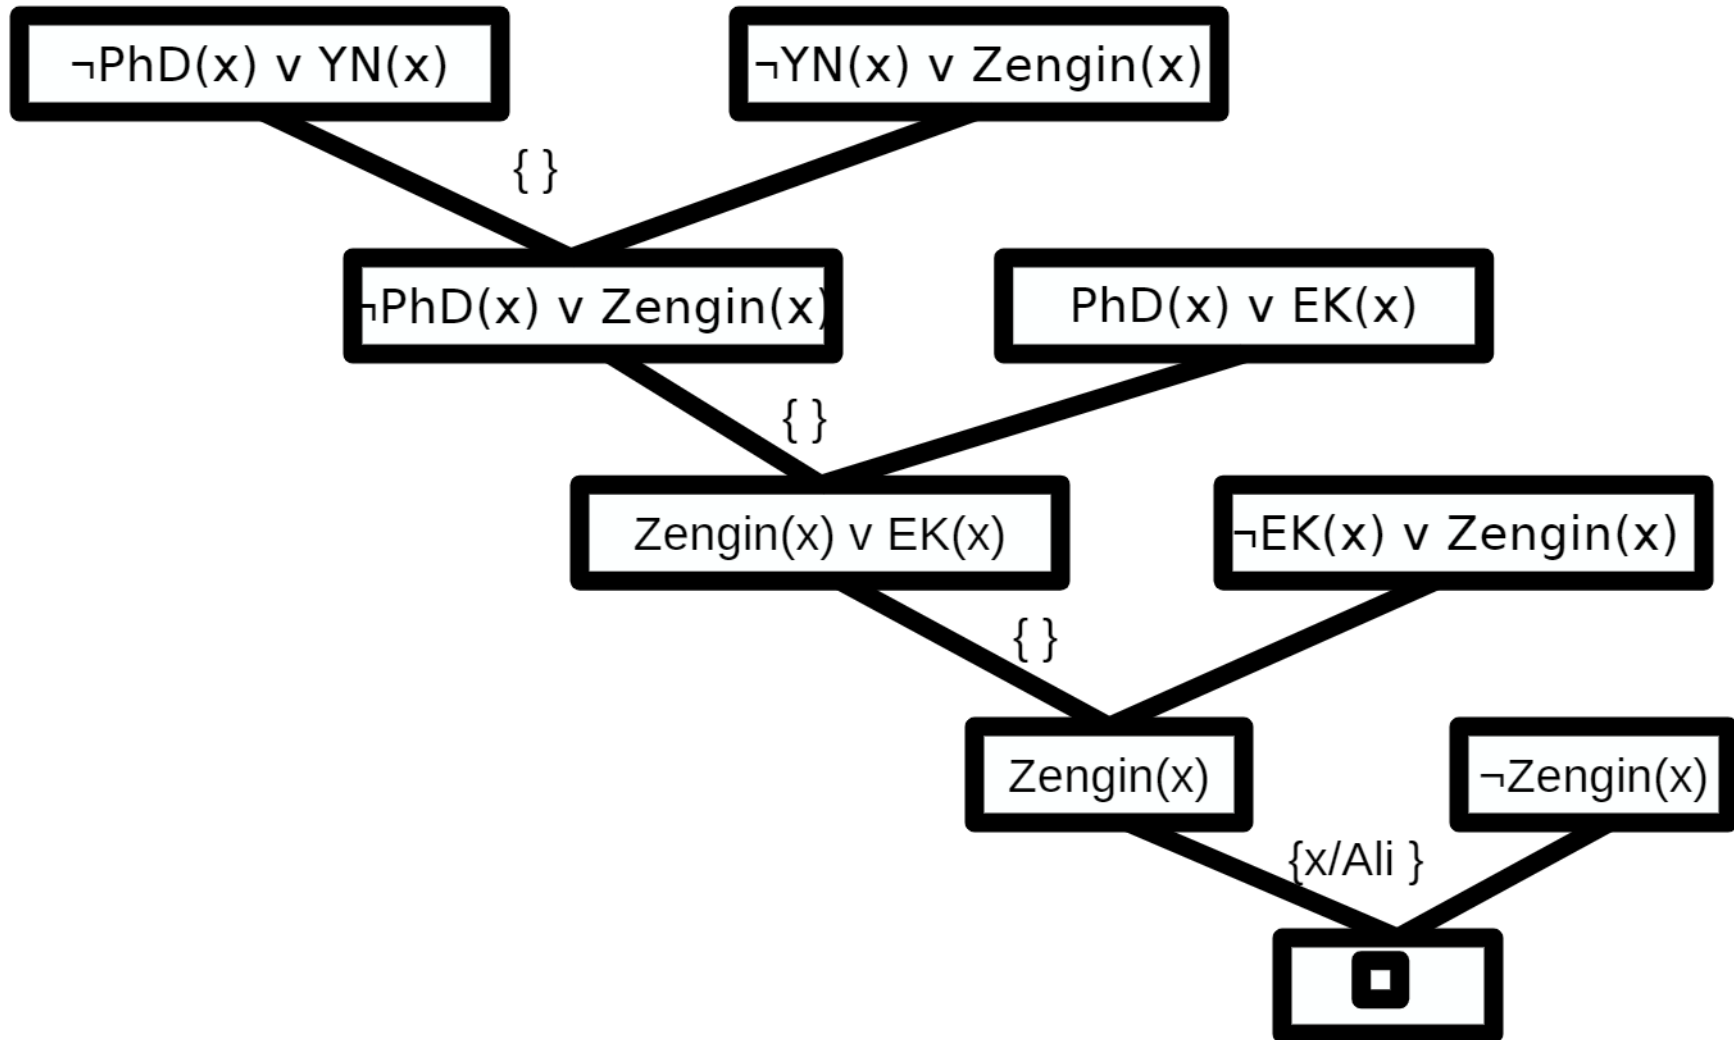 ¬PhD(x) v YN(x)
¬YN(x) v Zengin(x)
{ }
¬PhD(x) v Zengin(x)
PhD(x) v EK(x)
{ }
Zengin(x) v EK(x)
¬EK(x) v Zengin(x)
{ }
Zengin(x)
¬Zengin(x)
{x/Ali }